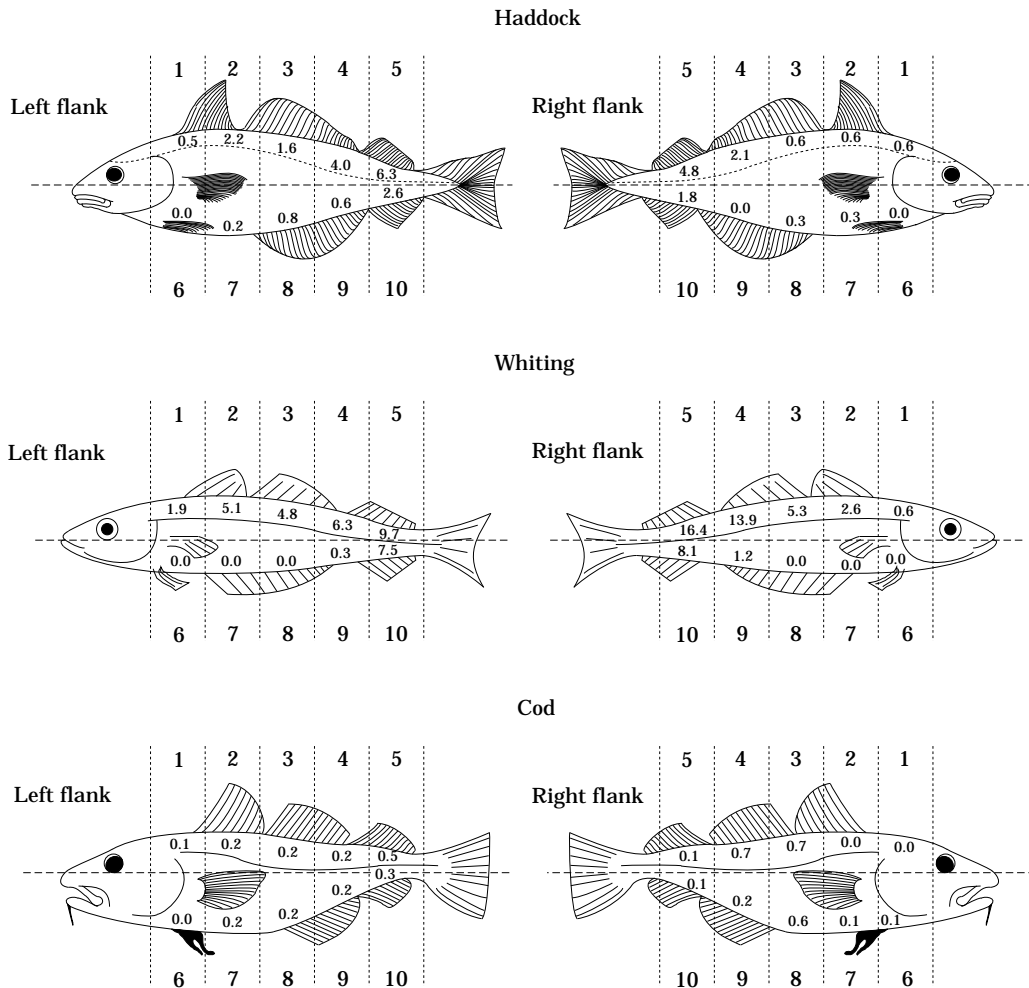 Haddock
1 2 3 4 5
5 4 3 2 1
Left flank
Right flank
0.5 2.2 1.6 4.0 6.3
4.8 2.1 0.6 0.6 0.6
0.0 0.2 0.8 0.6 2.6
1.8 0.0 0.3 0.3 0.0
6 7 8 9 10
10 9 8 7 6
Whiting
1 2 3 4 5
5 4 3 2 1
Left flank
Right flank
1.9 5.1 4.8 6.3 9.7
16.4 13.9 5.3 2.6 0.6
0.0 0.0 0.0 0.3 7.5
8.1 1.2 0.0 0.0 0.0
6 7 8 9 10
10 9 8 7 6
Cod
1 2 3 4 5
5 4 3 2 1
Left flank
Right flank
0.1 0.2 0.2 0.2 0.5
0.1 0.7 0.7 0.0 0.0
0.0 0.2 0.2 0.2 0.3
0.1 0.2 0.6 0.1 0.1
6 7 8 9 10
10 9 8 7 6